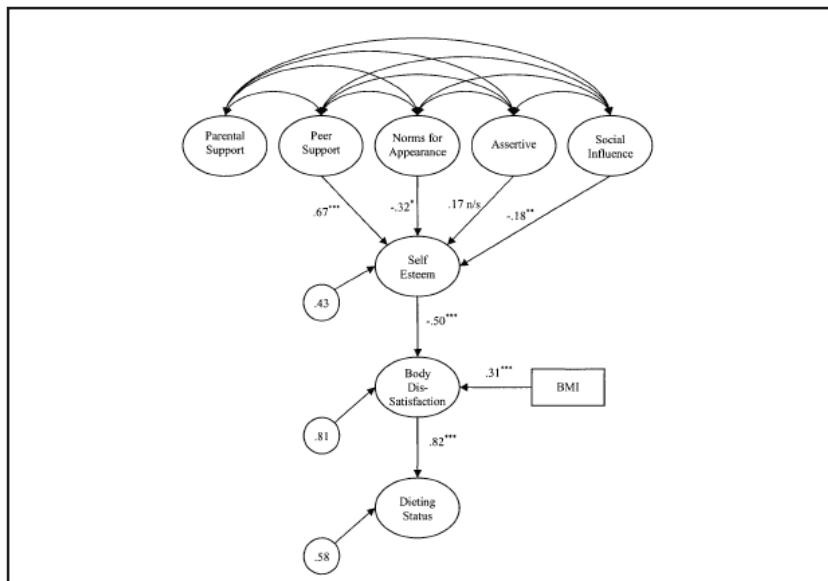 Parental
Support
Peer
Support
Norms for
Appearance
Assertive
Social
Influence
.67***
-.32*
.17 n/s
-.18**
Self
Esteem
.43
-.50***
Body
Dis-
Satisfaction
.31***
BMI
.81
.82***
Dieting
Status
.58